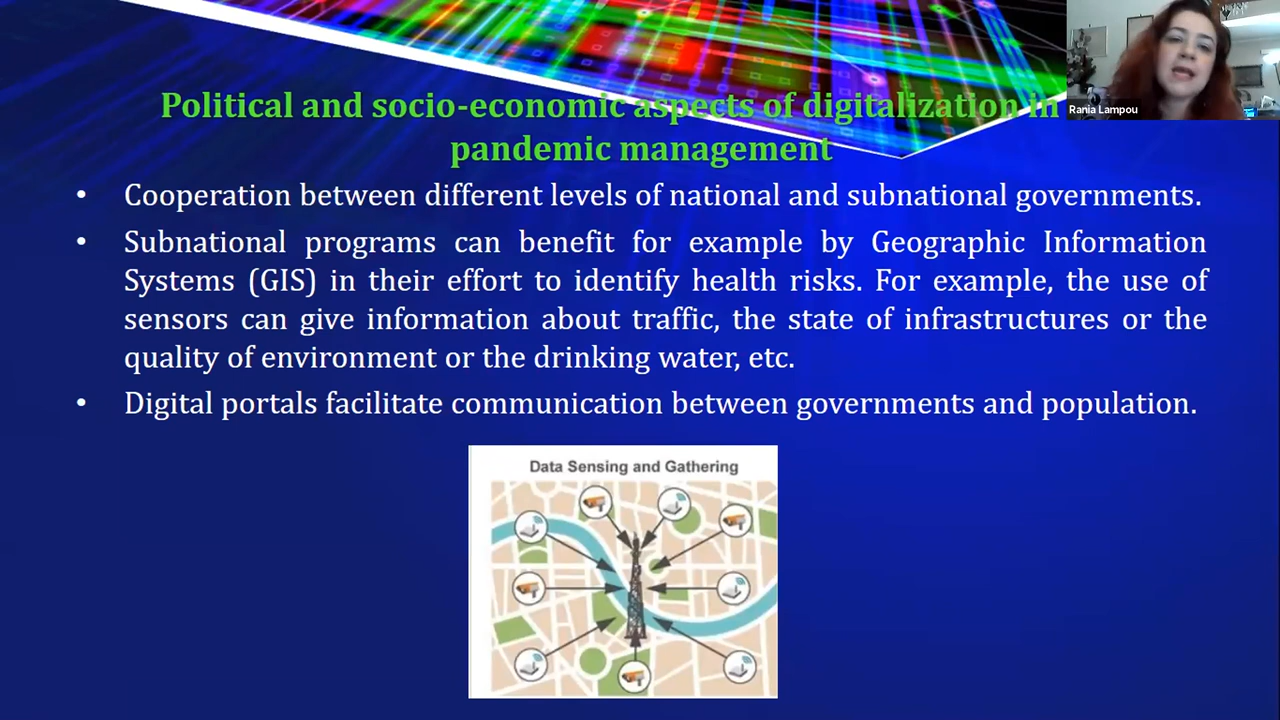 Political and socio-economic aspects of digitalization in
pandemic management
Rania Lampou
• Cooperation between different levels of national and subnational governments.
• Subnational programs can benefit for example by Geographic Information
Systems (GIS) in their effort to identify health risks. For example, the use of
sensors can give information about traffic, the state of infrastructures or the
quality of environment or the drinking water, etc.
• Digital portals facilitate communication between governments and population.
Data Sensing and Gathering